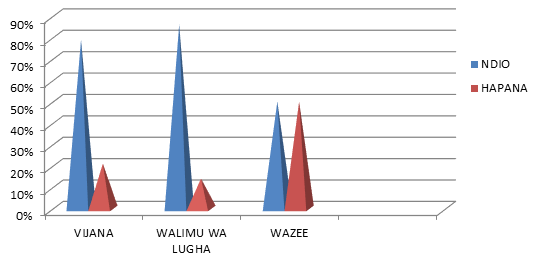 90%
80%
70%
60%
50%
40%
30%
20%
10%
0%
VIJANA
WALIMU WA
LUGHA
WAZEE
NDIO
HAPANA